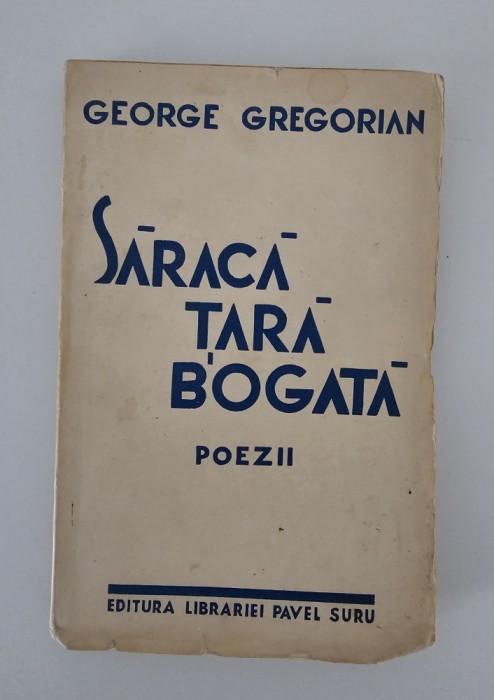 GEORGE GREGORIAN
SĂRACĂ
ȚARĂ
BOGATĂ
POEZII
EDITURA LIBRARIEI PAVEL SURU